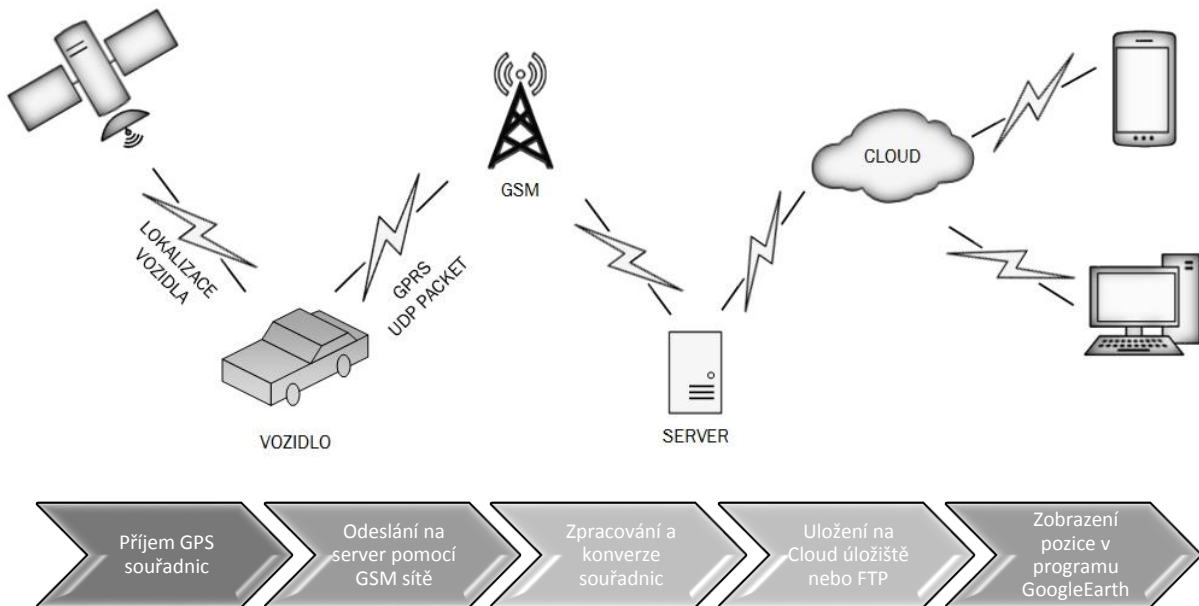 GSM
CLOUD
LOKALIZACE
VOZIDLA
GPRS
UDP PACKET
VOZIDLO
SERVER
Příjem GPS
souřadnic
Odeslání na
server pomocí
GSM sítě
Zpracování a
konverze
souřadnic
Uložení na
Cloud úložiště
nebo FTP
Zobrazení
pozice v
programu
GoogleEarth